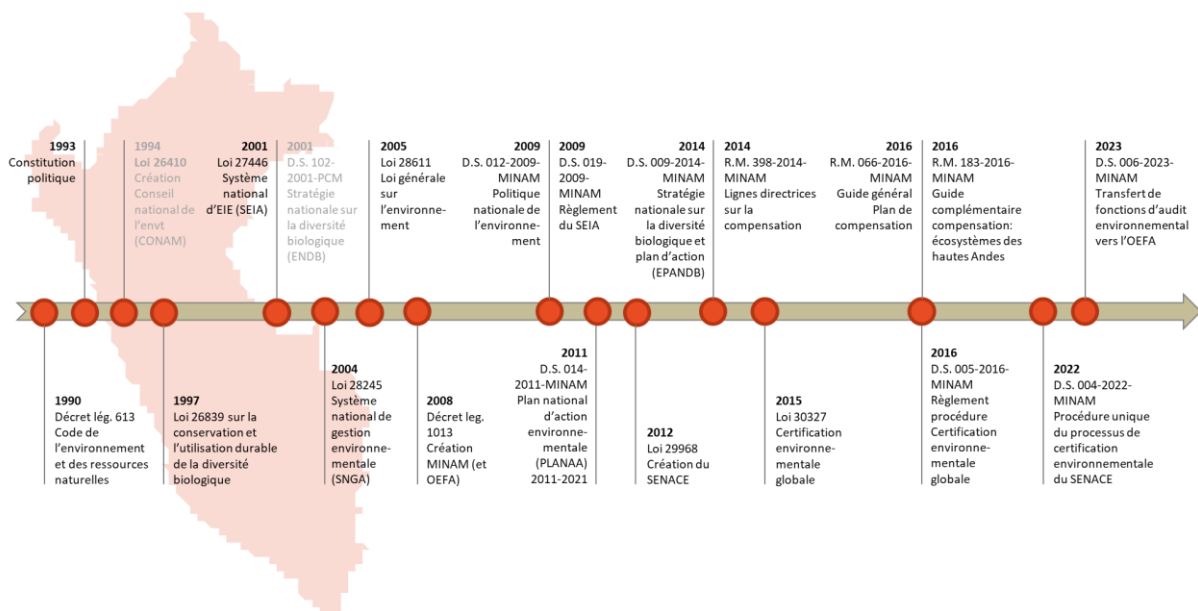 1993
Constitution
politique
1994
Loi 26410
Création
Conseil
national de
l'envt
(CONAM)
2001
Loi 27446
Système
national
d'EIE (SEIA)
2001
D.S. 102-
2001-PCM
Stratégie
nationale sur
la diversité
biologique
(ENDB)
2005
Loi 28611
Loi générale
sur
l'environne-
ment
2009
D.S. 012-2009-
MINAM
Politique
nationale de
l'environne-
ment
2009
D.S. 019-
2009-
MINAM
Règlement
du SEIA
2014
D.S. 009-2014-
MINAM
Stratégie
nationale sur
la diversité
biologique et
plan d'action
(EPANDB)
2014
R.M. 398-2014-
MINAM
Lignes directrices
sur la
compensation
2016
R.M. 066-2016-
MINAM
Guide général
Plan de
compensation
2016
R.M. 183-2016-
MINAM
Guide
complémentaire
compensation:
écosystèmes des
hautes Andes
2023
D.S. 006-2023-
MINAM
Transfert de
fonctions d'audit
environnemental
vers l'OEFA
1990
Décret lég. 613
Code de
l'environnement
et des ressources
naturelles
1997
Loi 26839 sur la
conservation et
l'utilisation durable
de la diversité
biologique
2004
Loi 28245
Système
national de
gestion
environne-
mentale
(SNGA)
2008
Décret leg.
1013
Création
MINAM (et
OEFA)
2011
D.S. 014-
2011-MINAM
Plan national
d'action
environne-
mentale
(PLANAA)
2011-2021
2012
Loi 29968
Création du
SENACE
2015
Loi 30327
Certification
environne-
mentale
globale
2016
D.S. 005-2016-
MINAM
Règlement
procédure
Certification
environne-
mentale
globale
2022
D.S. 004-2022-
MINAM
Procédure unique
du processus de
certification
environnementale
du SENACE